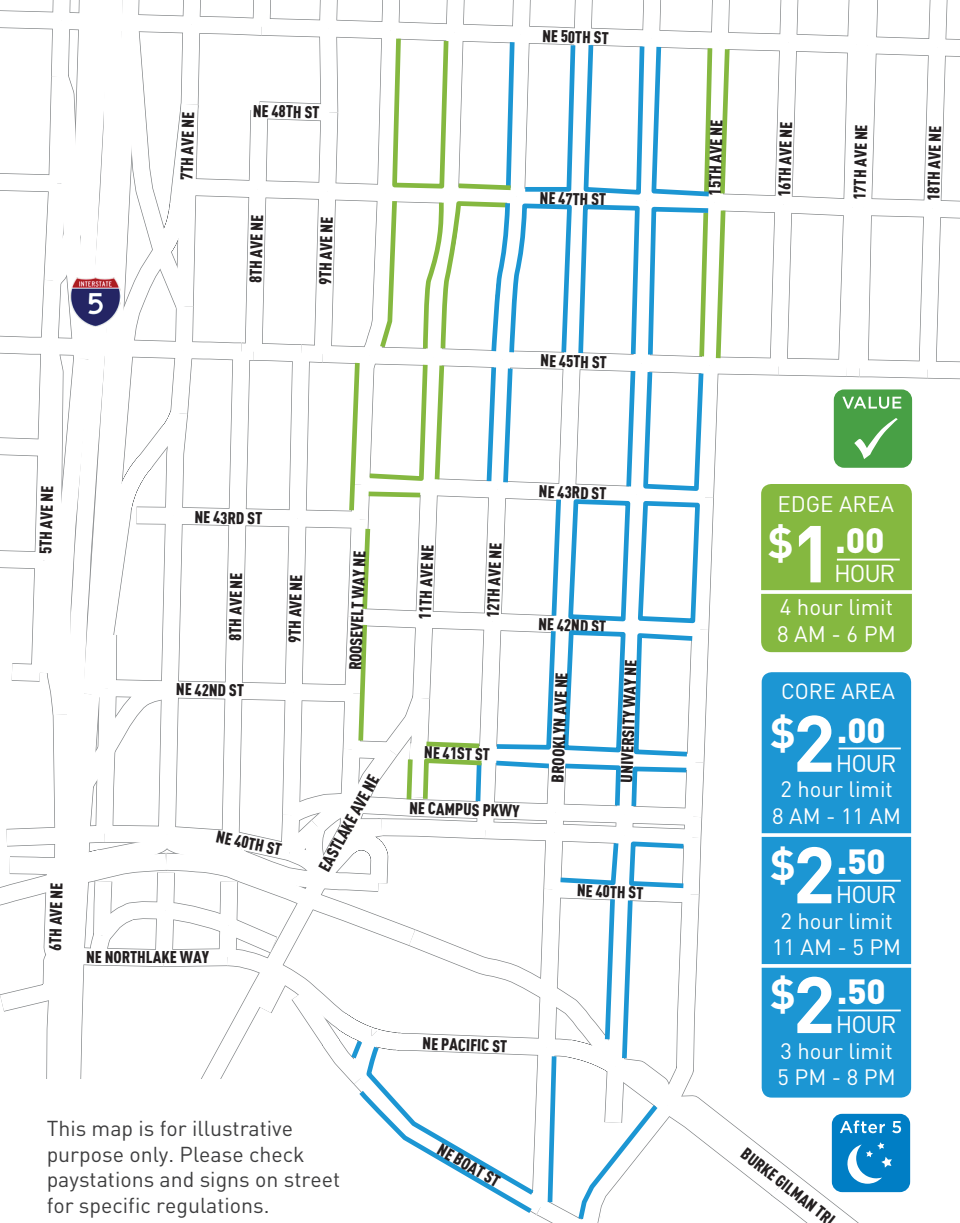 NE 50TH ST
NE 48TH ST
7TH AVE NE
15TH AVE NE
16TH AVE NE
17TH AVE NE
18TH AVE NE
NE 47TH ST
8TH AVE NE
9TH AVE NE
INTERSTATE
5
NE 45TH ST
VALUE
5TH AVE NE
NE 43RD ST
NE 43RD ST
EDGE AREA
$1.00
HOUR
4 hour limit
8 AM - 6 PM
8TH AVE NE
9TH AVE NE
ROOSEVELT WAY NE
11TH AVE NE
12TH AVE NE
NE 42ND ST
NE 42ND ST
BROOKLYN AVE NE
UNIVERSITY WAY NE
CORE AREA
$2.00
HOUR
2 hour limit
8 AM - 11 AM
$2.50
HOUR
2 hour limit
11 AM - 5 PM
$2.50
HOUR
3 hour limit
5 PM - 8 PM
NE 41ST ST
NE CAMPUS PKWY
EASTLAKE AVE NE
NE 40TH ST
NE 40TH ST
6TH AVE NE
NE NORTHLAKE WAY
NE PACIFIC ST
NE BOAT ST
After 5
BURKE GILMAN TRL
This map is for illustrative
purpose only. Please check
paystations and signs on street
for specific regulations.